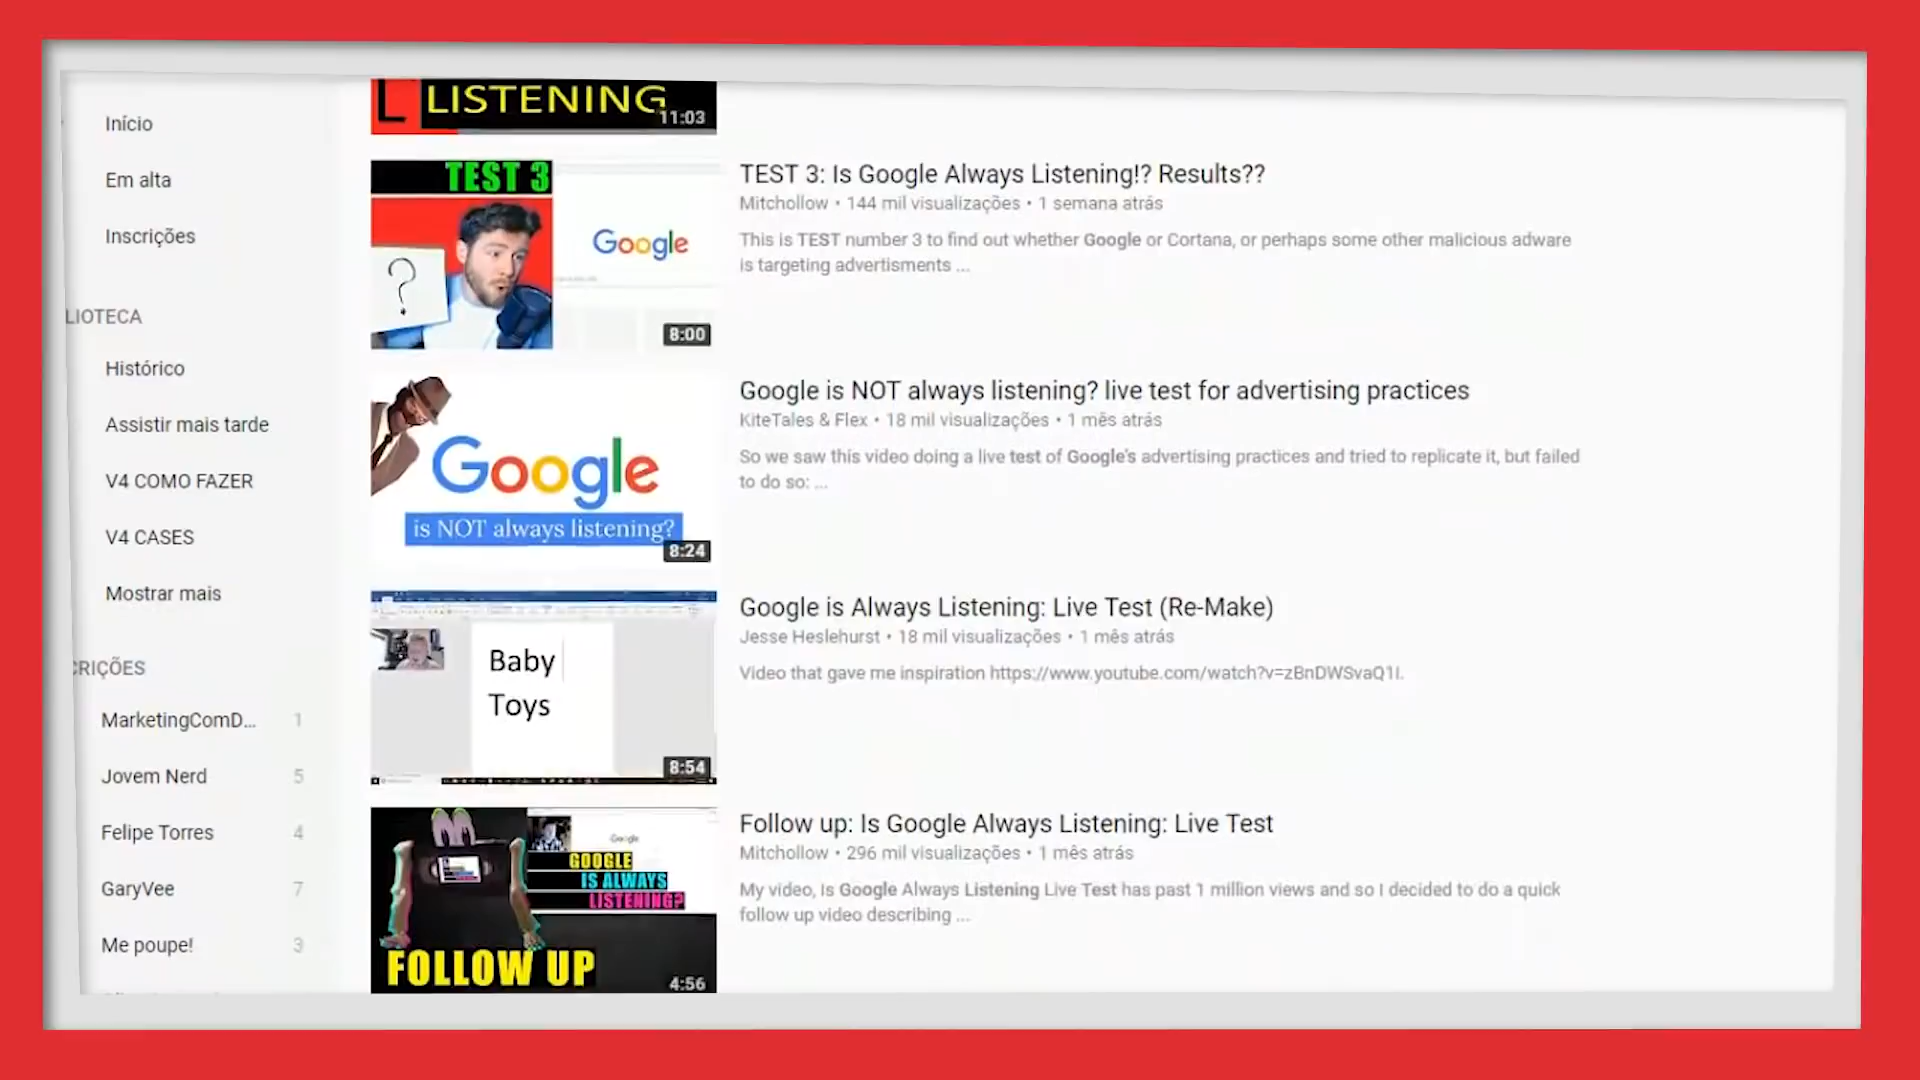 Início
Em alta
Inscrições
LIOTECA
Histórico
Assistir mais tarde
V4 COMO FAZER
V4 CASES
Mostrar mais
CRIÇÕES
MarketingComD... 1
Jovem Nerd 5
Felipe Torres 4
GaryVee 7
Me poupe! 3
LISTENING
11:03
TEST 3
?
Google
8:00
TEST 3: Is Google Always Listening!? Results??
Mitchollow • 144 mil visualizações • 1 semana atrás
This is TEST number 3 to find out whether Google or Cortana, or perhaps some other malicious adware
is targeting advertisments ...
Google
is NOT always listening?
8:24
Google is NOT always listening? live test for advertising practices
KiteTales & Flex • 18 mil visualizações • 1 mês atrás
So we saw this video doing a live test of Google's advertising practices and tried to replicate it, but failed
to do so: ...
Baby
Toys
8:54
Google is Always Listening: Live Test (Re-Make)
Jesse Heslehurst • 18 mil visualizações • 1 mês atrás
Video that gave me inspiration https://www.youtube.com/watch?v=zBnDWSvaQ1I.
Google
GOOGLE
IS ALWAYS
LISTENING?
FOLLOW UP
4:56
Follow up: Is Google Always Listening: Live Test
Mitchollow • 296 mil visualizações • 1 mês atrás
My video, Is Google Always Listening Live Test has past 1 million views and so I decided to do a quick
follow up video describing ...